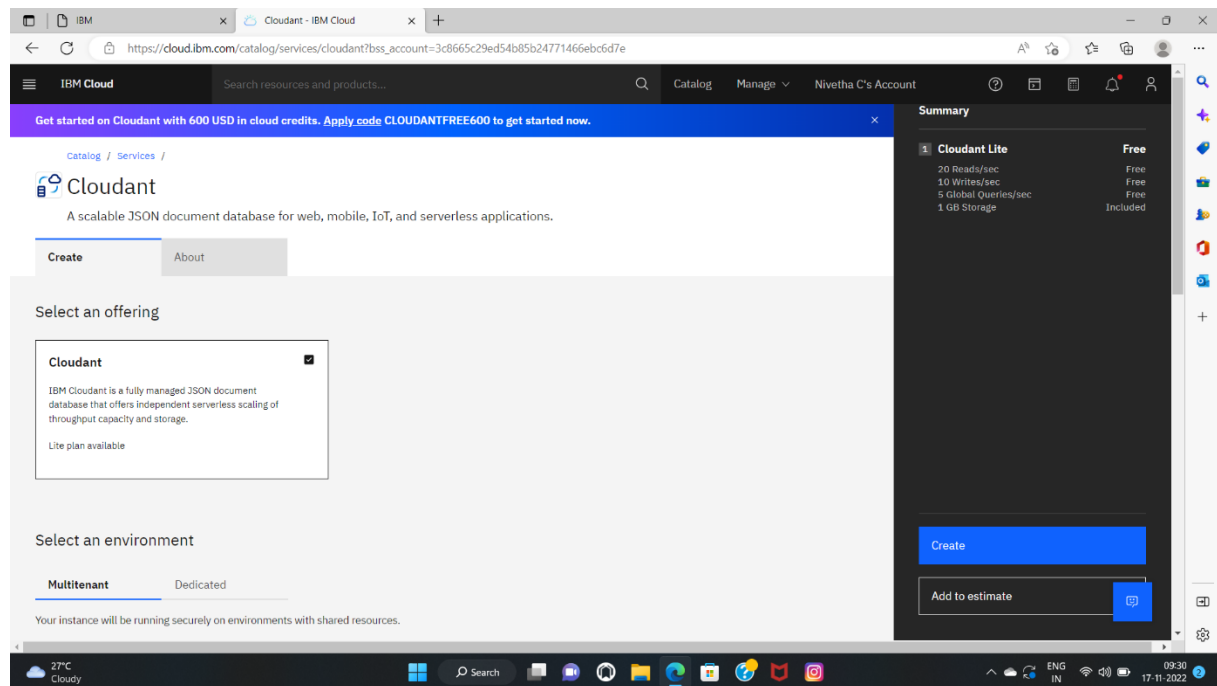 IBM
Cloudant - IBM Cloud
https://cloud.ibm.com/catalog/services/cloudant?bss_account=3c8665c29ed54b85b24771466ebc6d7e
IBM Cloud
Search resources and products...
Catalog
Manage
Nivetha C's Account
Get started on Cloudant with 600 USD in cloud credits. Apply code CLOUDANTFREE600 to get started now.
Catalog / Services /
Cloudant
A scalable JSON document database for web, mobile, IoT, and serverless applications.
Create
About
Select an offering
Cloudant
IBM Cloudant is a fully managed JSON document
database that offers independent serverless scaling of
throughput capacity and storage.
Lite plan available
Select an environment
Multitenant
Dedicated
Your instance will be running securely on environments with shared resources.
Summary
1 Cloudant Lite Free
20 Reads/sec Free
10 Writes/sec Free
5 Global Queries/sec Free
1 GB Storage Included
Create
Add to estimate
27°C
Cloudy
Search
ENG
IN
09:30
17-11-2022
2